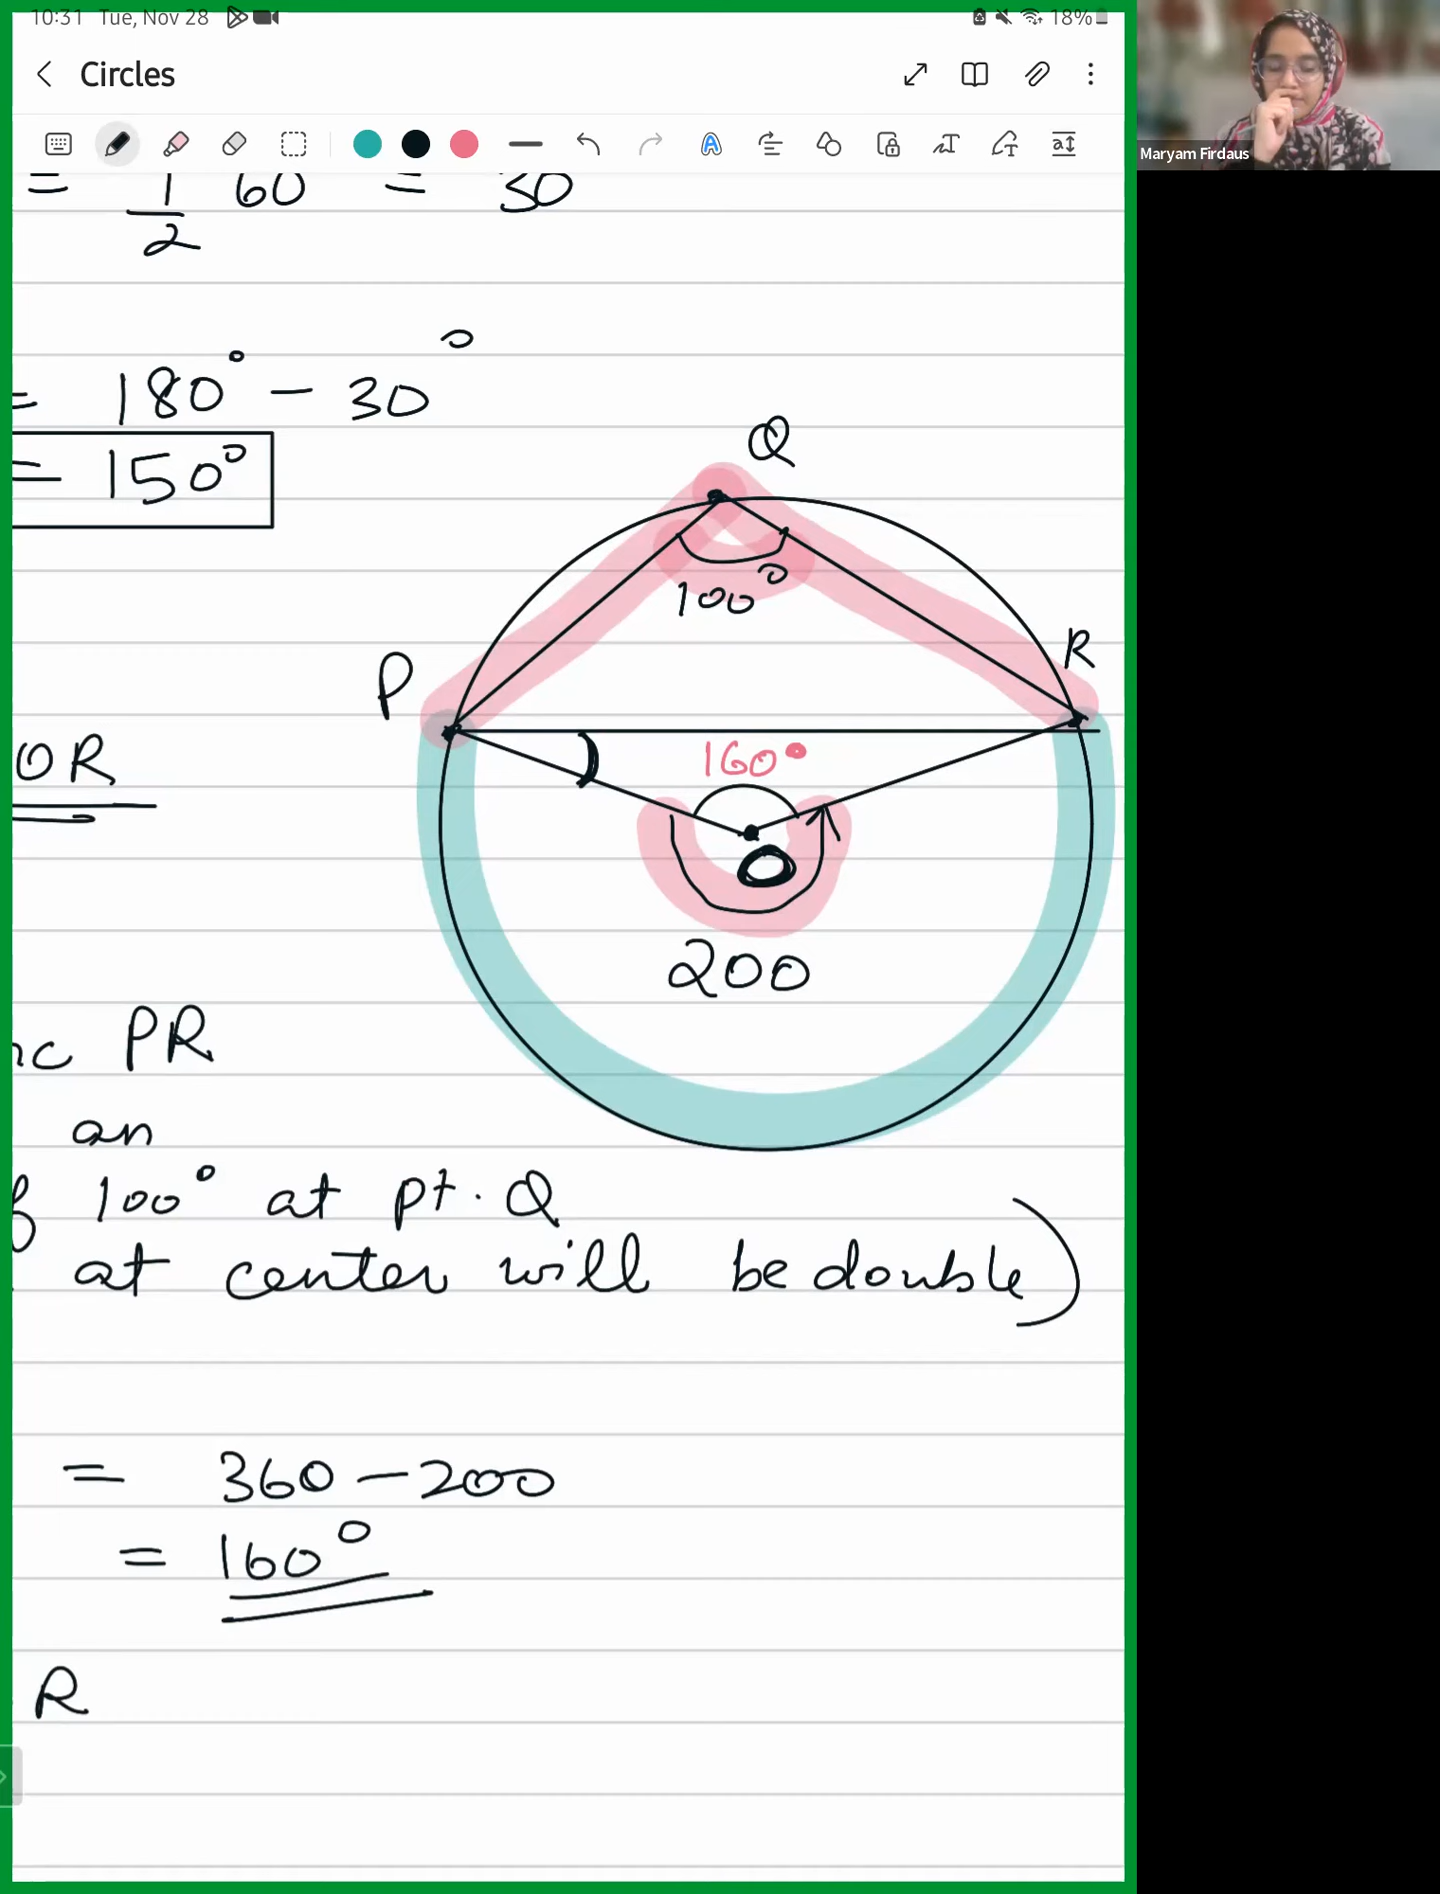 10:31 Tue, Nov 28 18%
Circles
Maryam Firdaus
= 1/2 60 = 30
= 180° - 30°
= 150°
Q
100°
P
R
160°
OR
O
200
PR
an
100° at pt. Q
at center will be double)
= 360 - 200
= 160°
R